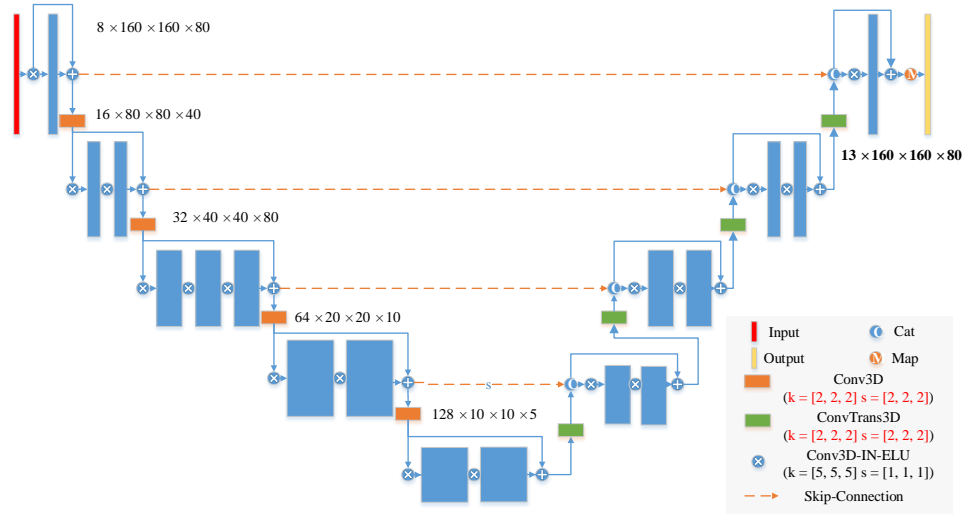 8 ×160 ×160 ×80
16 ×80 ×80 ×40
13 ×160 ×160 ×80
32 ×40 ×40 ×80
64 ×20 ×20 ×10
s
128 ×10 ×10 ×5
Input
C Cat
Output
M Map
Conv3D
(k = [2, 2, 2] s = [2, 2, 2])
ConvTrans3D
(k = [2, 2, 2] s = [2, 2, 2])
Conv3D-IN-ELU
(k = [5, 5, 5] s = [1, 1, 1])
Skip-Connection